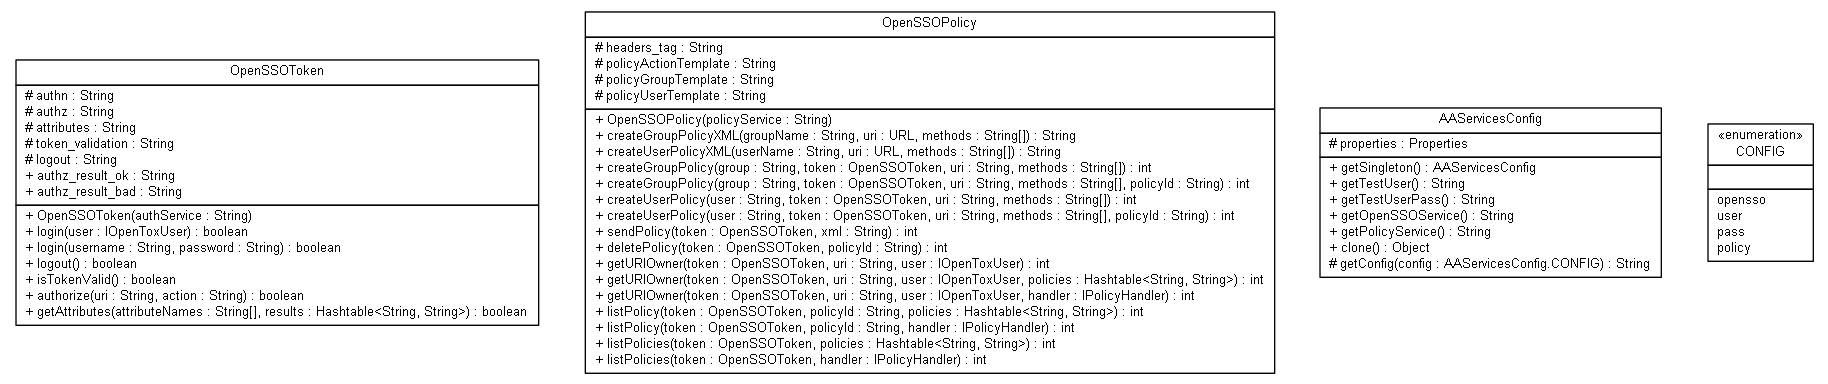 OpenSSOToken
# authn : String
# authz : String
# attributes : String
# token_validation : String
# logout : String
+ authz_result_ok : String
+ authz_result_bad : String
+ OpenSSOToken(authService : String)
+ login(user : IOpenToxUser) : boolean
+ login(username : String, password : String) : boolean
+ logout() : boolean
+ isTokenValid() : boolean
+ authorize(uri : String, action : String) : boolean
+ getAttributes(attributeNames : String[], results : Hashtable<String, String>) : boolean
OpenSSOPolicy
# headers_tag : String
# policyActionTemplate : String
# policyGroupTemplate : String
# policyUserTemplate : String
+ OpenSSOPolicy(policyService : String)
+ createGroupPolicyXML(groupName : String, uri : URL, methods : String[]) : String
+ createUserPolicyXML(userName : String, uri : URL, methods : String[]) : String
+ createGroupPolicy(group : String, token : OpenSSOToken, uri : String, methods : String[]) : int
+ createGroupPolicy(group : String, token : OpenSSOToken, uri : String, methods : String[], policyId : String) : int
+ createUserPolicy(user : String, token : OpenSSOToken, uri : String, methods : String[]) : int
+ createUserPolicy(user : String, token : OpenSSOToken, uri : String, methods : String[], policyId : String) : int
+ sendPolicy(token : OpenSSOToken, xml : String) : int
+ deletePolicy(token : OpenSSOToken, policyId : String) : int
+ getURIOwner(token : OpenSSOToken, uri : String, user : IOpenToxUser) : int
+ getURIOwner(token : OpenSSOToken, uri : String, user : IOpenToxUser, policies : Hashtable<String, String>) : int
+ getURIOwner(token : OpenSSOToken, uri : String, user : IOpenToxUser, handler : IPolicyHandler) : int
+ listPolicy(token : OpenSSOToken, policyId : String, policies : Hashtable<String, String>) : int
+ listPolicy(token : OpenSSOToken, policyId : String, handler : IPolicyHandler) : int
+ listPolicies(token : OpenSSOToken, policies : Hashtable<String, String>) : int
+ listPolicies(token : OpenSSOToken, handler : IPolicyHandler) : int
AAServicesConfig
# properties : Properties
+ getSingleton() : AAServicesConfig
+ getTestUser() : String
+ getTestUserPass() : String
+ getOpenSSOService() : String
+ getPolicyService() : String
+ clone() : Object
# getConfig(config : AAServicesConfig.CONFIG) : String
«enumeration»
CONFIG
opensso
user
pass
policy